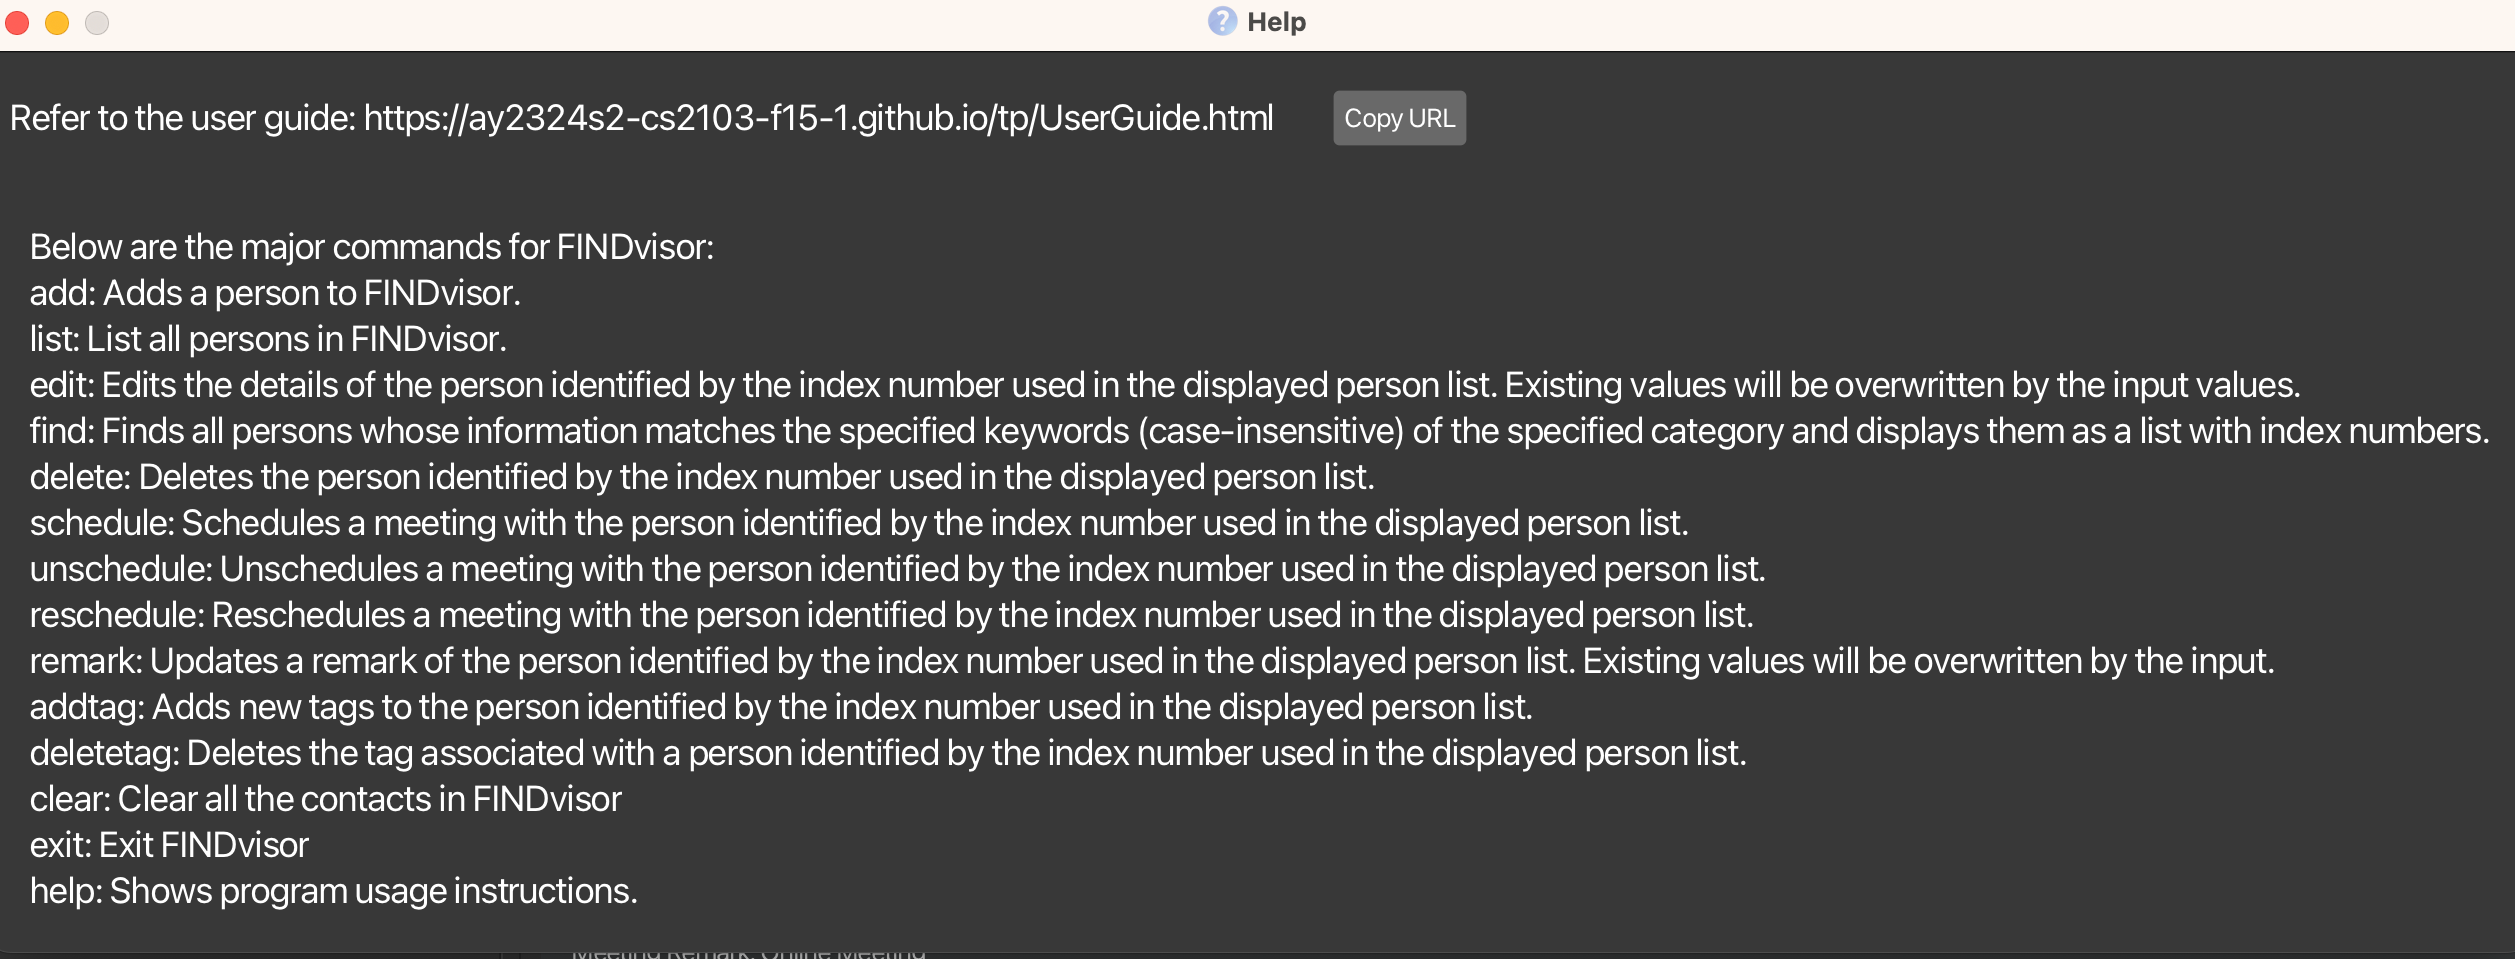 Help
Refer to the user guide: https://ay2324s2-cs2103-f15-1.github.io/tp/UserGuide.html Copy URL
Below are the major commands for FINDvisor:
add: Adds a person to FINDvisor.
list: List all persons in FINDvisor.
edit: Edits the details of the person identified by the index number used in the displayed person list. Existing values will be overwritten by the input values.
find: Finds all persons whose information matches the specified keywords (case-insensitive) of the specified category and displays them as a list with index numbers.
delete: Deletes the person identified by the index number used in the displayed person list.
schedule: Schedules a meeting with the person identified by the index number used in the displayed person list.
unschedule: Unschedules a meeting with the person identified by the index number used in the displayed person list.
reschedule: Reschedules a meeting with the person identified by the index number used in the displayed person list.
remark: Updates a remark of the person identified by the index number used in the displayed person list. Existing values will be overwritten by the input.
addtag: Adds new tags to the person identified by the index number used in the displayed person list.
deletetag: Deletes the tag associated with a person identified by the index number used in the displayed person list.
clear: Clear all the contacts in FINDvisor
exit: Exit FINDvisor
help: Shows program usage instructions.
Meeting Remark: Online Meeting